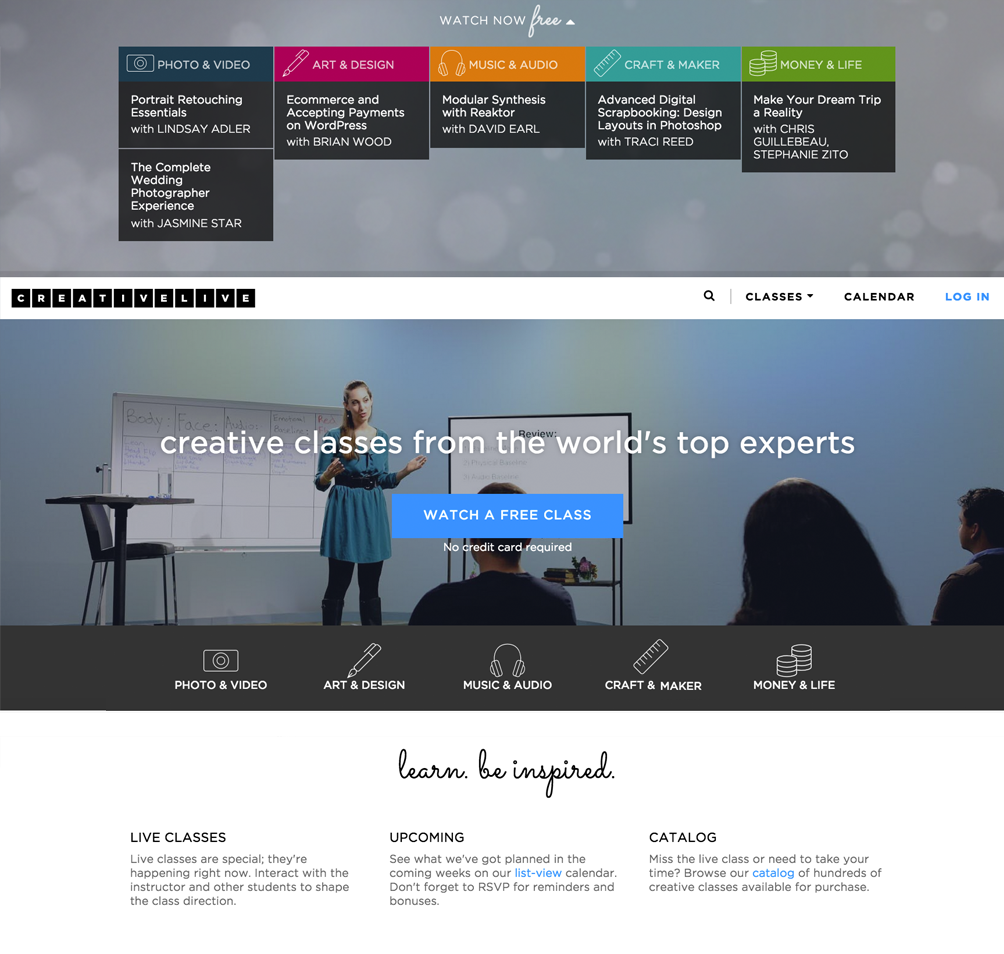 WATCH NOW free
PHOTO & VIDEO
Portrait Retouching
Essentials
with LINDSAY ADLER
The Complete
Wedding
Photographer
Experience
with JASMINE STAR
ART & DESIGN
Ecommerce and
Accepting Payments
on WordPress
with BRIAN WOOD
MUSIC & AUDIO
Modular Synthesis
with Reaktor
with DAVID EARL
CRAFT & MAKER
Advanced Digital
Scrapbooking: Design
Layouts in Photoshop
with TRACI REED
MONEY & LIFE
Make Your Dream Trip
a Reality
with CHRIS
GUILLEBEAU,
STEPHANIE ZITO
CREATIVELIVE
CLASSES
CALENDAR
LOG IN
Body: Face: Audio: Emotional
Baseline:
Review:
creative classes from the world's top experts
WATCH A FREE CLASS
No credit card required
PHOTO & VIDEO
ART & DESIGN
MUSIC & AUDIO
CRAFT & MAKER
MONEY & LIFE
learn. be inspired.
LIVE CLASSES
Live classes are special; they're
happening right now. Interact with the
instructor and other students to shape
the class direction.
UPCOMING
See what we've got planned in the
coming weeks on our list-view calendar.
Don't forget to RSVP for reminders and
bonuses.
CATALOG
Miss the live class or need to take your
time? Browse our catalog of hundreds of
creative classes available for purchase.